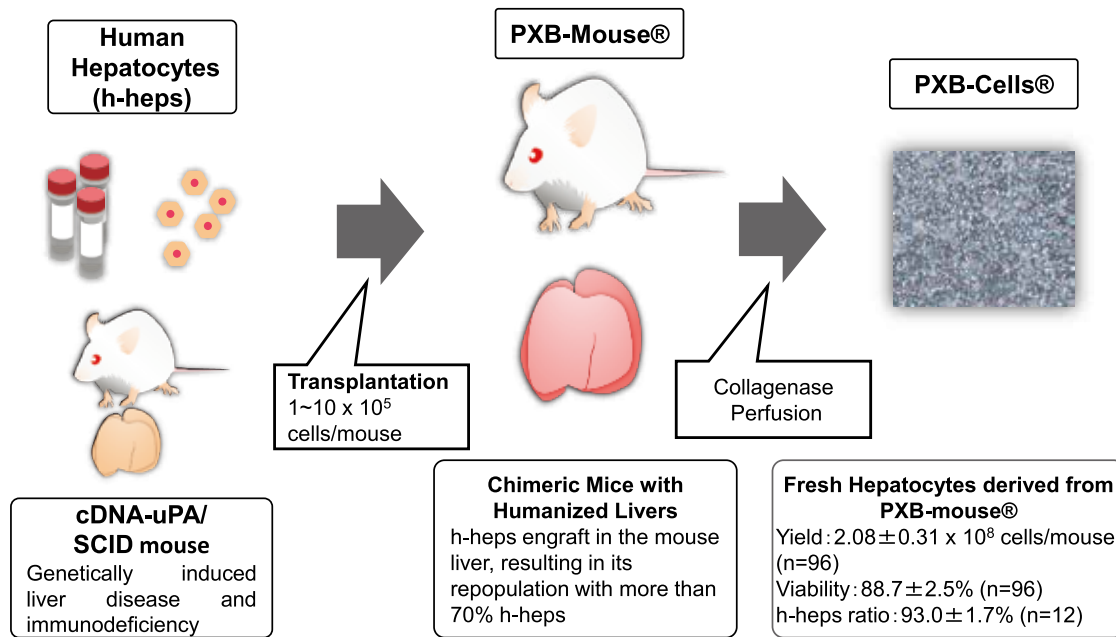 Human
Hepatocytes
(h-heps)
PXB-Mouse®
PXB-Cells®
Transplantation
1~10 x 10⁵
cells/mouse
Collagenase
Perfusion
cDNA-uPA/
SCID mouse
Genetically induced
liver disease and
immunodeficiency
Chimeric Mice with
Humanized Livers
h-heps engraft in the mouse
liver, resulting in its
repopulation with more than
70% h-heps
Fresh Hepatocytes derived from
PXB-mouse®
Yield:2.08±0.31 x 10⁸ cells/mouse
(n=96)
Viability:88.7±2.5% (n=96)
h-heps ratio:93.0±1.7% (n=12)